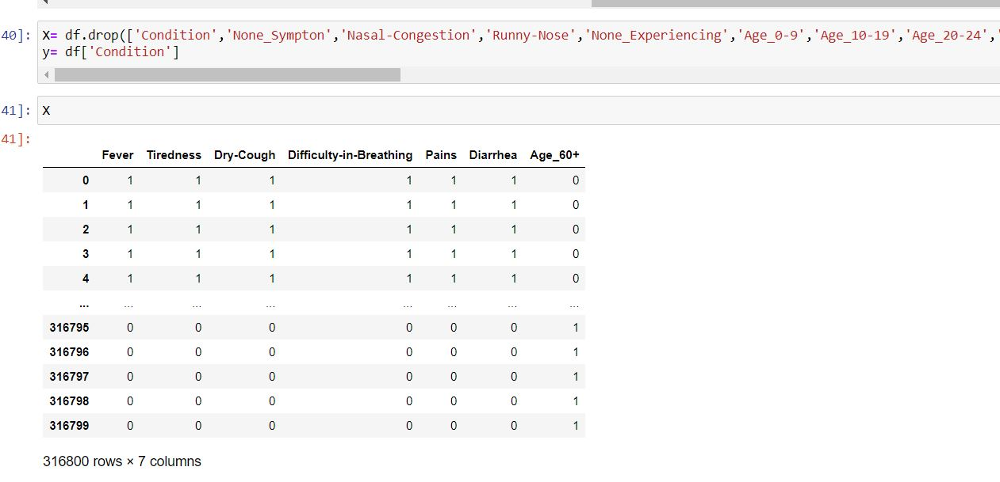 40]: X= df.drop(['Condition','None_Sympton','Nasal-Congestion','Runny-Nose','None_Experiencing','Age_0-9','Age_10-19','Age_20-24','
y= df['Condition']
41]: X
41]:
Fever Tiredness Dry-Cough Difficulty-in-Breathing Pains Diarrhea Age_60+
0 1 1 1 1 1 1 0
1 1 1 1 1 1 1 0
2 1 1 1 1 1 1 0
3 1 1 1 1 1 1 0
4 1 1 1 1 1 1 0
... ... ... ... ... ... ... ...
316795 0 0 0 0 0 0 1
316796 0 0 0 0 0 0 1
316797 0 0 0 0 0 0 1
316798 0 0 0 0 0 0 1
316799 0 0 0 0 0 0 1
316800 rows × 7 columns